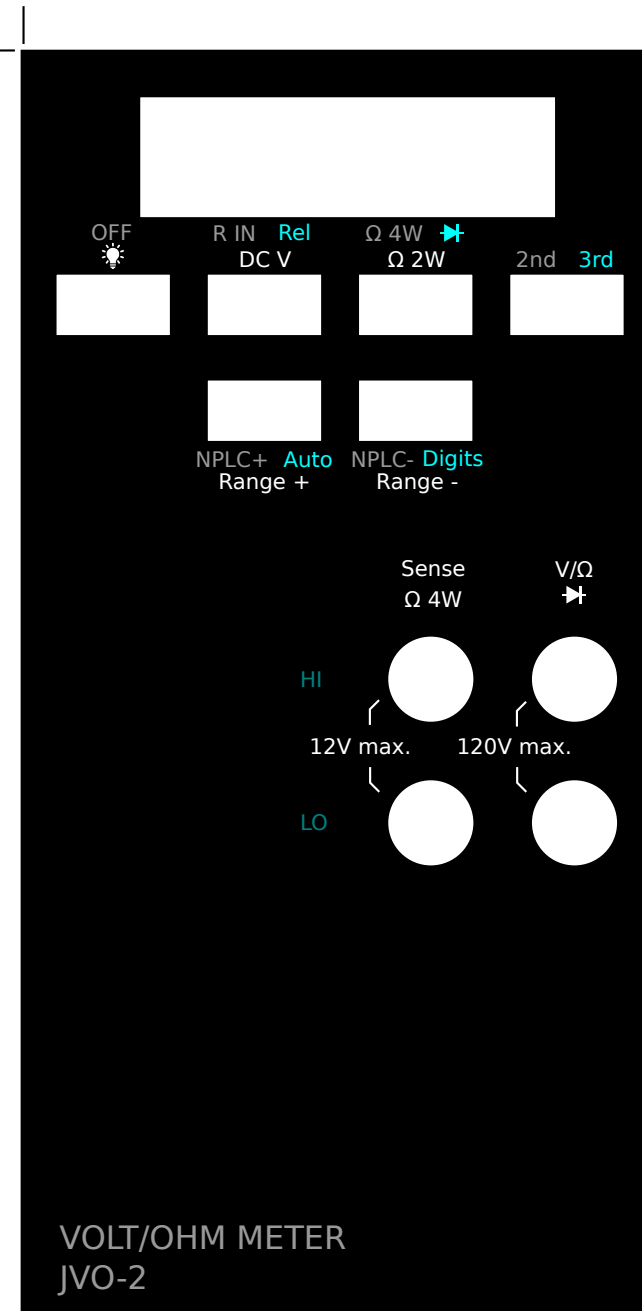 OFF R IN Rel Ω 4W
DC V Ω 2W 2nd 3rd
NPLC+ Auto NPLC- Digits
Range + Range -
Sense V/Ω
Ω 4W
HI
12V max. 120V max.
LO
VOLT/OHM METER
JVO-2